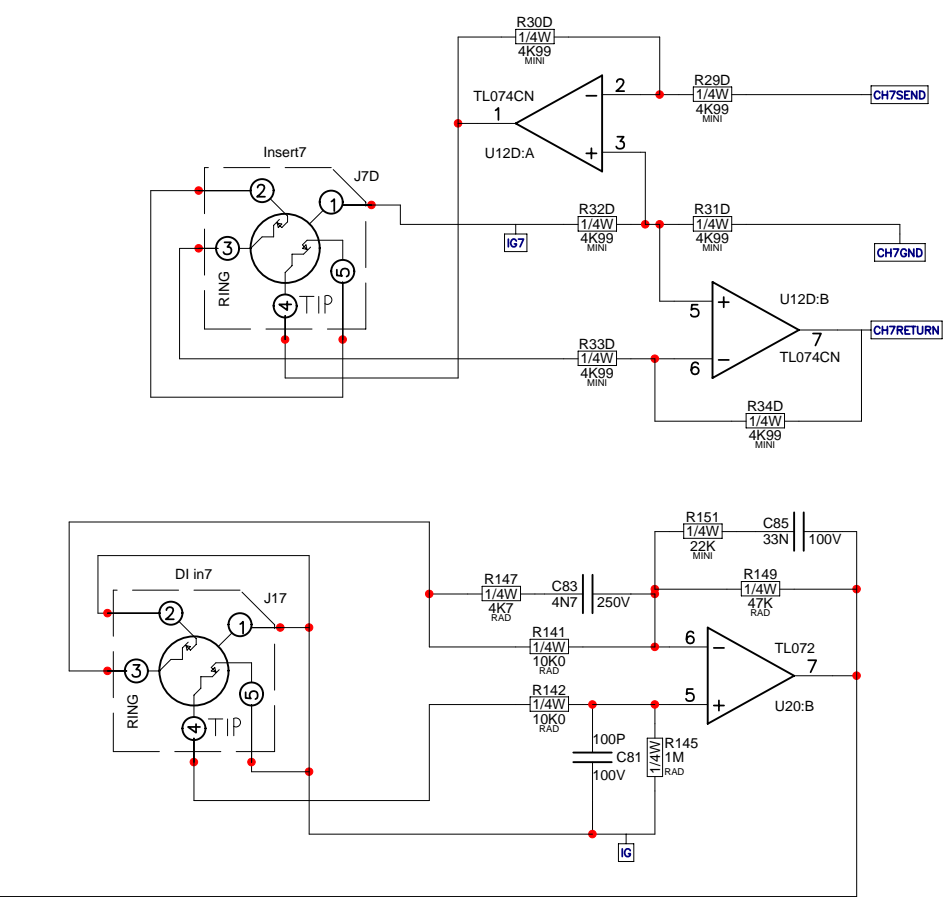 R30D
1/4W
4K99
MINI
TL074CN
1
2
3
U12D:A
R29D
1/4W
4K99
MINI
CH7SEND
Insert7
J7D
2
1
3
5
4
RING
TIP
R32D
1/4W
4K99
MINI
IG7
R31D
1/4W
4K99
MINI
CH7GND
U12D:B
5
6
7
TL074CN
CH7RETURN
R33D
1/4W
4K99
MINI
R34D
1/4W
4K99
MINI
DI in7
J17
2
1
3
5
4
RING
TIP
R151
1/4W
22K
MINI
C85
33N
100V
R147
1/4W
4K7
RAD
C83
4N7
250V
R149
1/4W
47K
RAD
R141
1/4W
10K0
RAD
R142
1/4W
10K0
RAD
6
5
7
TL072
U20:B
100P
C81
100V
R145
1/4W
1M
RAD
IG